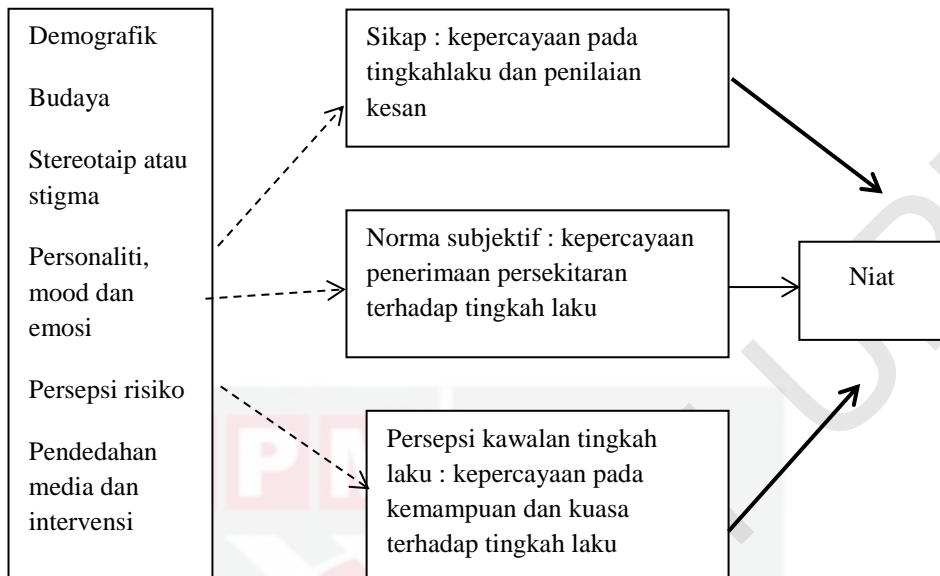 Demografik
Budaya
Stereotaip atau
stigma
Personaliti,
mood dan
emosi
Persepsi risiko
Pendedahan
media dan
intervensi
Sikap : kepercayaan pada
tingkahlaku dan penilaian
kesan
Norma subjektif : kepercayaan
penerimaan persekitaran
terhadap tingkah laku
Persepsi kawalan tingkah
laku : kepercayaan pada
kemampuan dan kuasa
terhadap tingkah laku
Niat